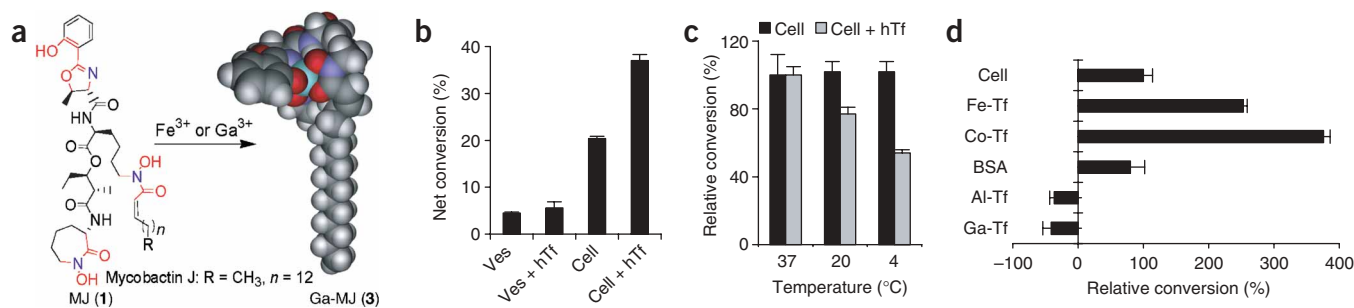 a
HO
O
N
O
HN
O
O
N
OH
O
O
HN
n
R
O
N
OH
Fe3+ or Ga3+
Mycobactin J: R = CH3, n = 12
MJ (1)
Ga-MJ (3)
b
Net conversion (%)
50
40
30
20
10
0
Ves
Ves + hTf
Cell
Cell + hTf
c
Cell
Cell + hTf
Relative conversion (%)
120
80
40
0
37
20
4
Temperature (°C)
d
Cell
Fe-Tf
Co-Tf
BSA
Al-Tf
Ga-Tf
–100
0
100
200
300
400
Relative conversion (%)